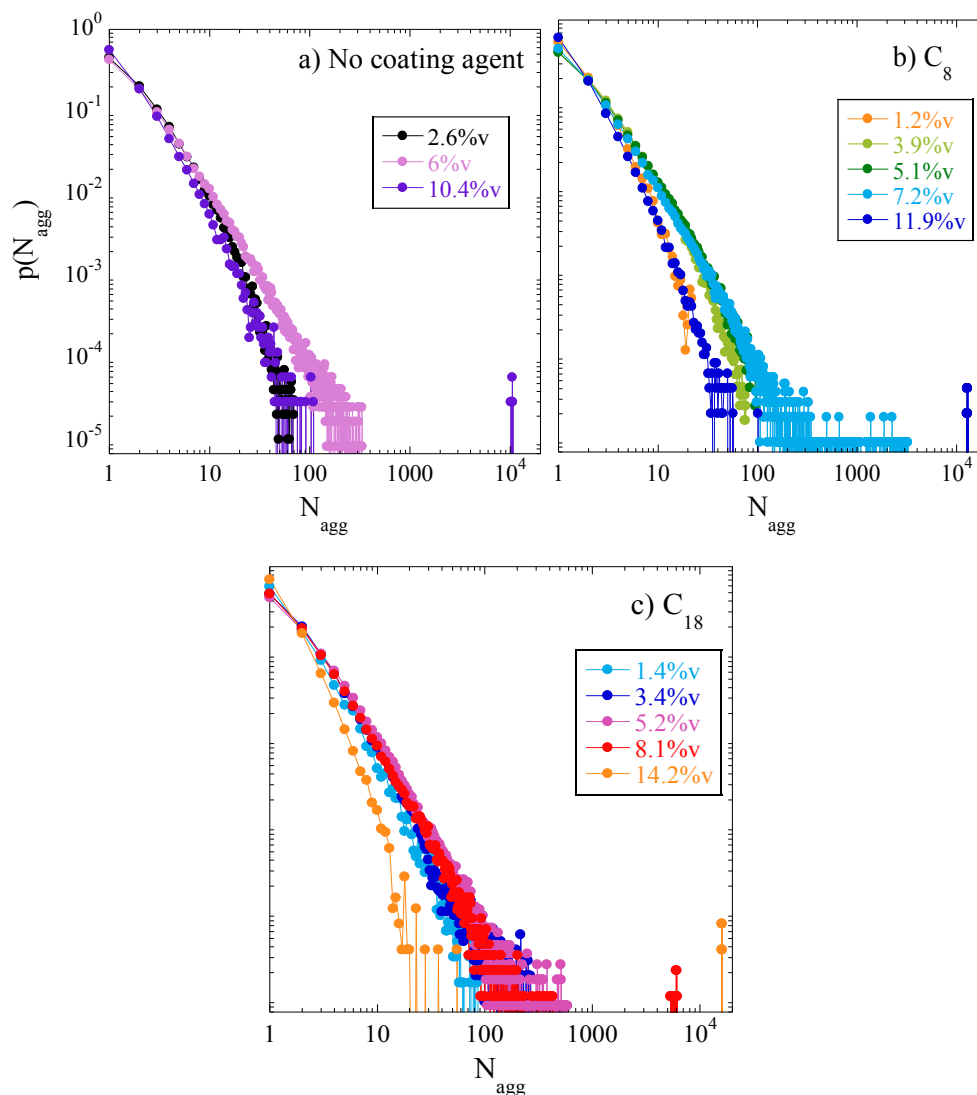 a) No coating agent
2.6%v
6%v
10.4%v
p(N_agg)
10^0
10^-1
10^-2
10^-3
10^-4
10^-5
1 10 100 1000 10^4
N_agg
b) C_8
1.2%v
3.9%v
5.1%v
7.2%v
11.9%v
1 10 100 1000 10^4
N_agg
c) C_18
1.4%v
3.4%v
5.2%v
8.1%v
14.2%v
1 10 100 1000 10^4
N_agg